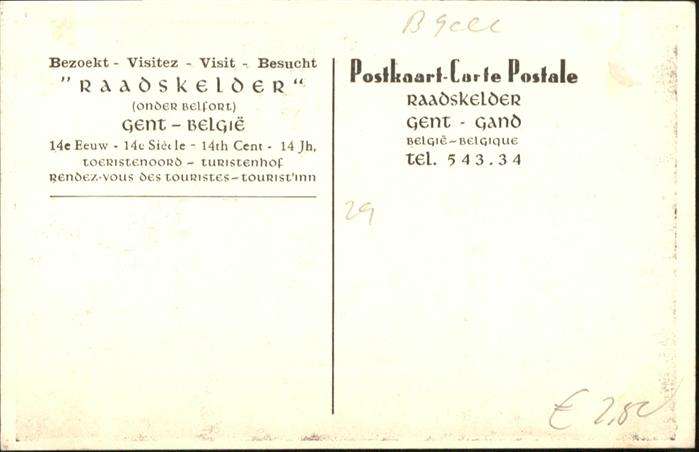 Bezoekt - Visitez - Visit - Besucht
"RAADSKELDER"
(ONDER BELFORT)
GENT – BELGIË
14e Eeuw - 14e Siècle - 14th Cent - 14 Jh.
TOERISTENOORD – TURISTENHOF
RENDEZ-VOUS DES TOURISTES – TOURIST'INN
Postkaart-Carte Postale
RAADSKELDER
GENT - GAND
BELGIË – BELGIQUE
tel. 543.34
29
€ 2,80